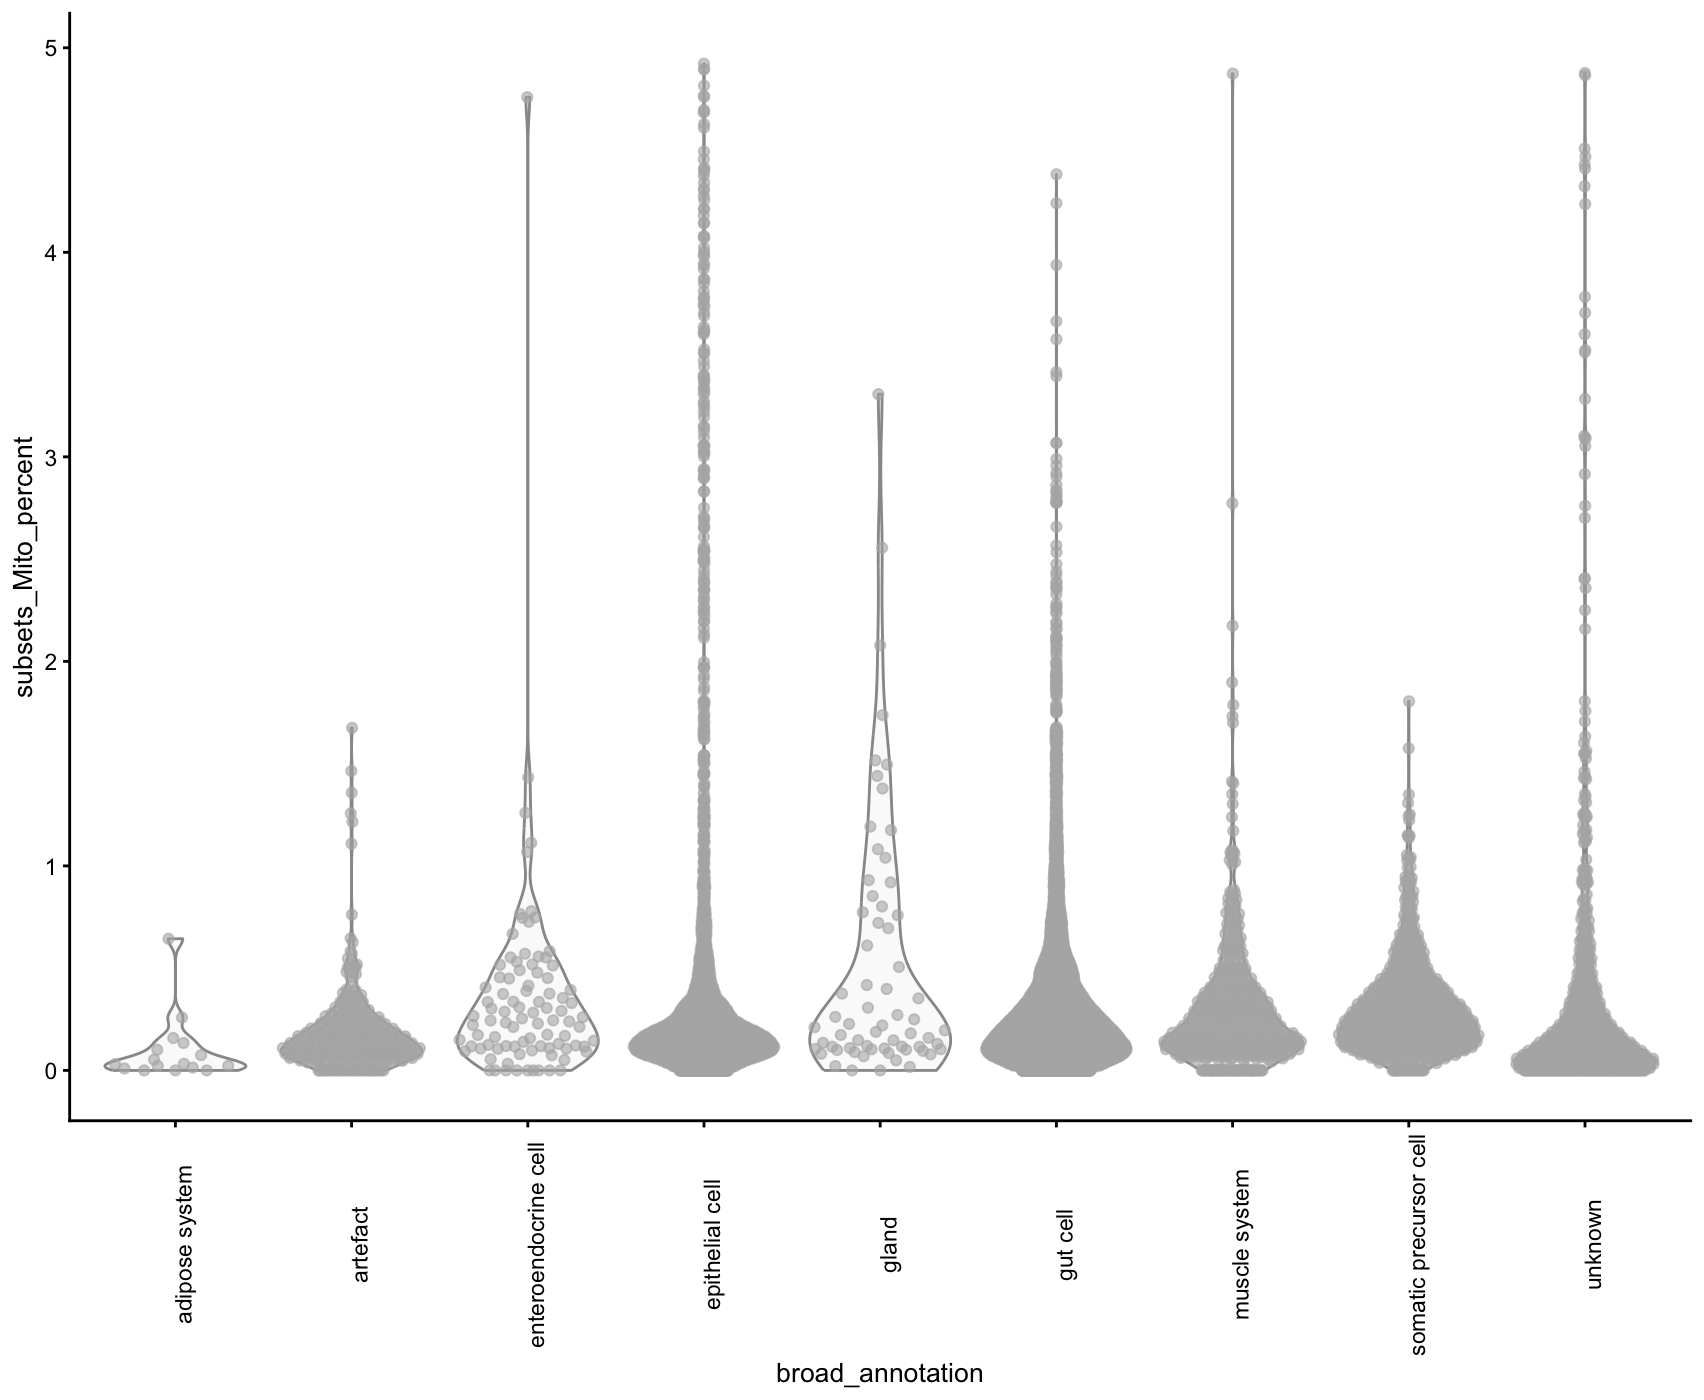 5
4
3
2
1
0
subsets_Mito_percent
adipose system
artefact
enteroendocrine cell
epithelial cell
gland
gut cell
muscle system
somatic precursor cell
unknown
broad_annotation